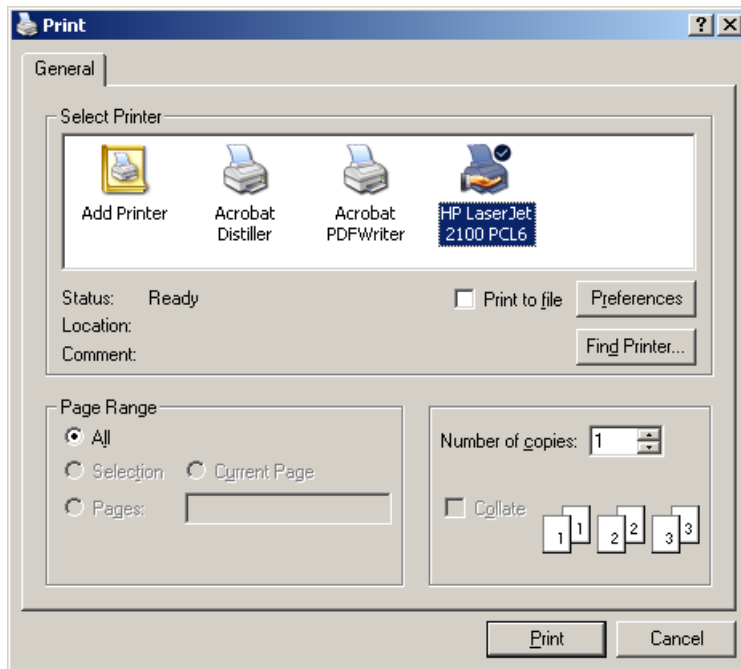 Print
General
Select Printer
Add Printer
Acrobat
Distiller
Acrobat
PDFWriter
HP LaserJet
2100 PCL6
Status: Ready
Location:
Comment:
Print to file
Preferences
Find Printer...
Page Range
All
Selection
Current Page
Pages:
Number of copies: 1
Collate
1 1 2 2 3 3
Print
Cancel